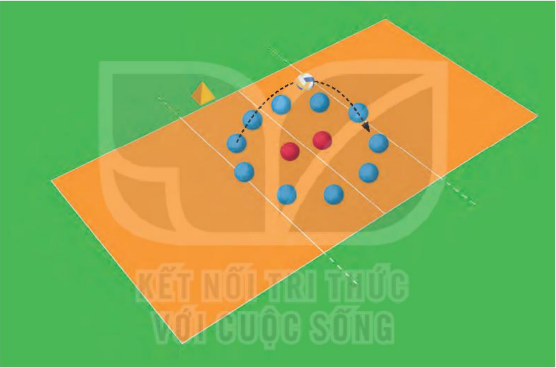 KẾT NỐI TRI THỨC
VỚI CUỘC SỐNG